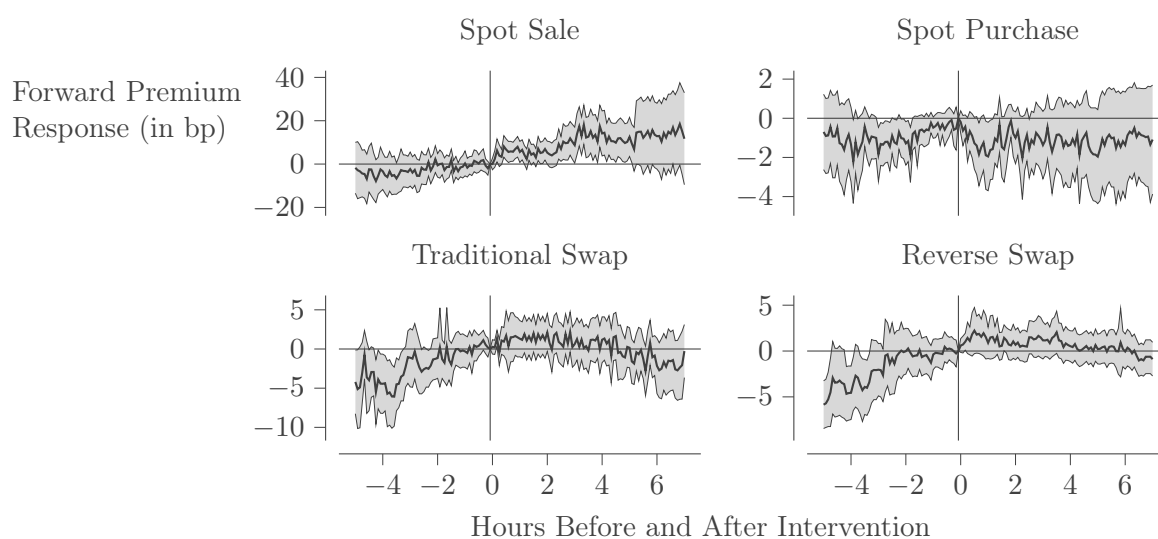 Spot Sale
Spot Purchase
Forward Premium
Response (in bp)
40
20
0
−20
2
0
−2
−4
Traditional Swap
Reverse Swap
5
0
−5
−10
5
0
−5
−4 −2 0 2 4 6
−4 −2 0 2 4 6
Hours Before and After Intervention